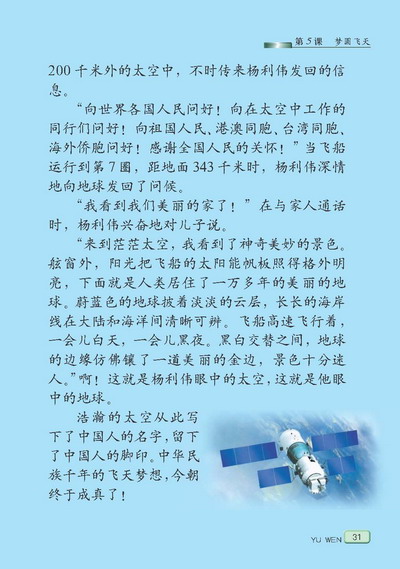 第5课 梦圆飞天
200千米外的太空中，不时传来杨利伟发回的信
息。
“向世界各国人民问好！向在太空中工作的
同行们问好！向祖国人民、港澳同胞、台湾同胞、
海外侨胞问好！感谢全国人民的关怀！”当飞船
运行到第7圈，距地面343千米时，杨利伟深情
地向地球发回了问候。
“我看到我们美丽的家了！”在与家人通话
时，杨利伟兴奋地对儿子说。
“来到茫茫太空，我看到了神奇美妙的景色。
舷窗外，阳光把飞船的太阳能帆板照得格外明
亮，下面就是人类居住了一万多年的美丽的地
球。蔚蓝色的地球披着淡淡的云层，长长的海岸
线在大陆和海洋间清晰可辨。飞船高速飞行着，
一会儿白天，一会儿黑夜。黑白交替之间，地球
的边缘仿佛镶了一道美丽的金边，景色十分迷
人。”啊！这就是杨利伟眼中的太空，这就是他眼
中的地球。
浩瀚的太空从此写
下了中国人的名字，留下
了中国人的脚印。中华民
族千年的飞天梦想，今朝
终于成真了！
YU WEN 31